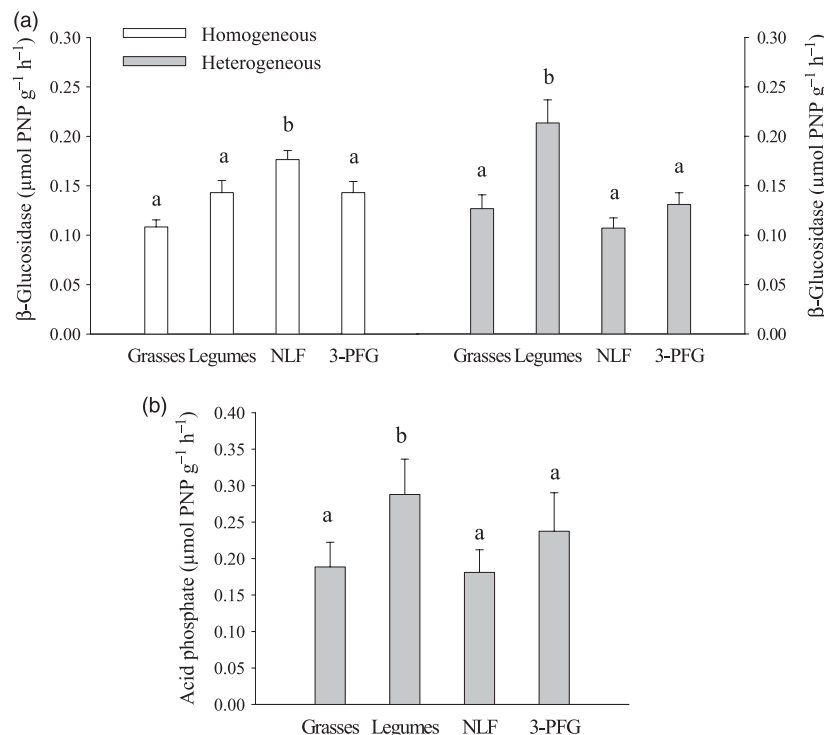 (a)
β-Glucosidase (μmol PNP g⁻¹ h⁻¹)
0.30
0.25
0.20
0.15
0.10
0.05
0.00
Homogeneous
Heterogeneous
a
a
b
a
Grasses Legumes NLF 3-PFG
a
b
a
a
Grasses Legumes NLF 3-PFG
0.30
0.25
0.20
0.15
0.10
0.05
0.00
β-Glucosidase (μmol PNP g⁻¹ h⁻¹)
(b)
Acid phosphate (μmol PNP g⁻¹ h⁻¹)
0.40
0.35
0.30
0.25
0.20
0.15
0.10
0.05
0.00
a
b
a
a
Grasses Legumes NLF 3-PFG